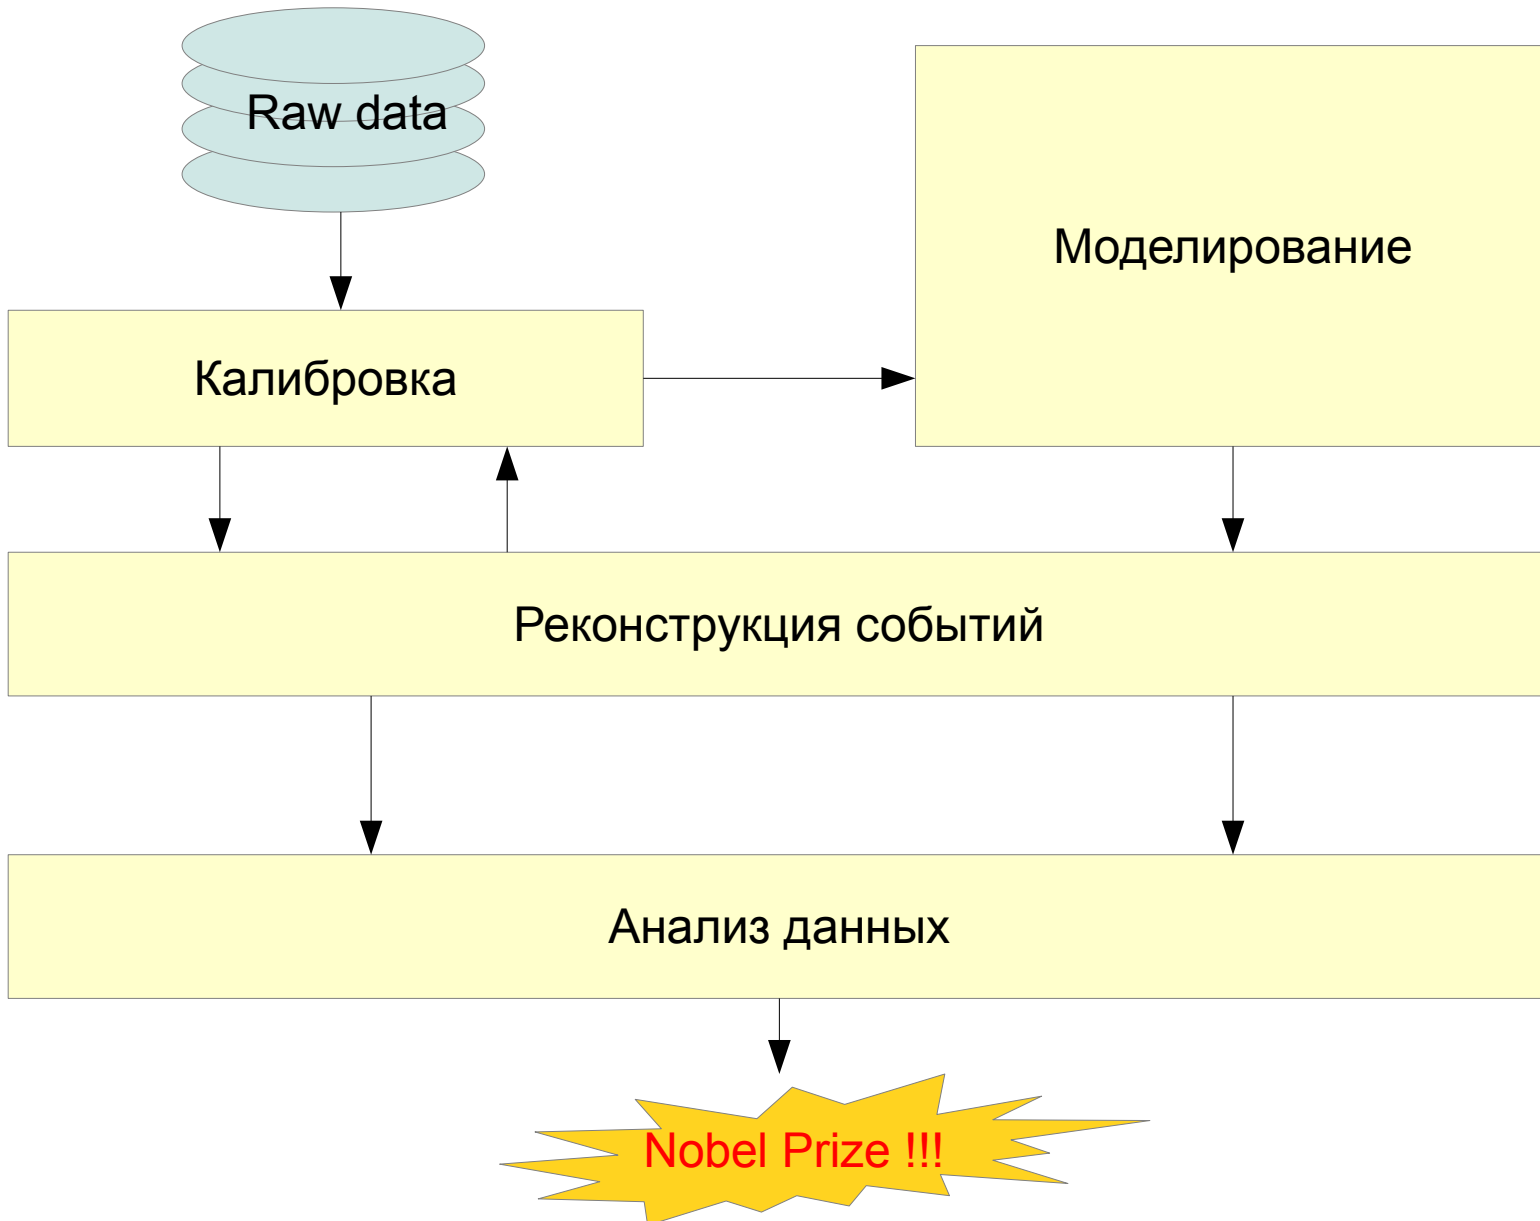 Raw data
Моделирование
Калибровка
Реконструкция событий
Анализ данных
Nobel Prize !!!